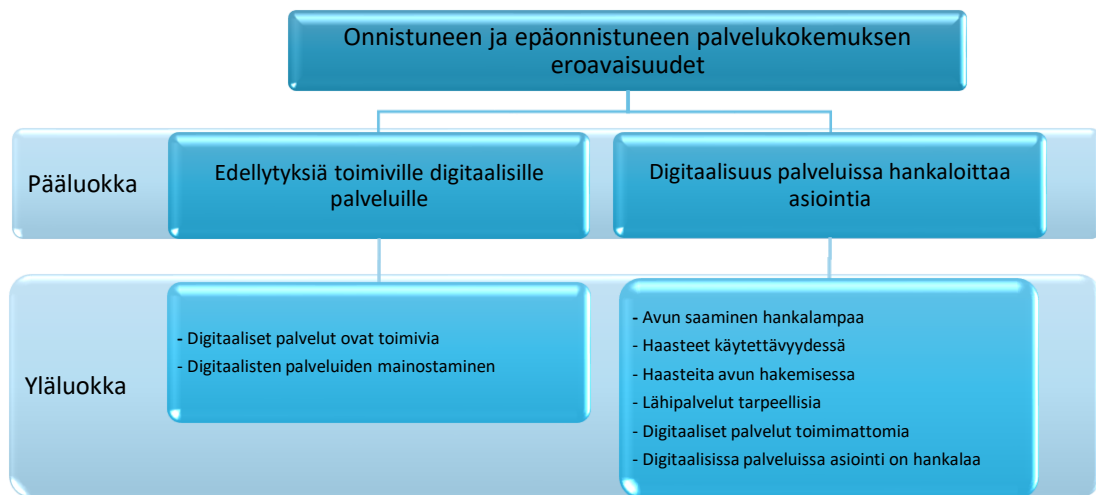 Onnistuneen ja epäonnistuneen palvelukokemuksen
eroavaisuudet
Pääluokka
Edellytyksiä toimiville digitaalisille
palveluille
Digitaalisuus palveluissa hankaloittaa
asiointia
Yläluokka
- Digitaaliset palvelut ovat toimivia
- Digitaalisten palveluiden mainostaminen
- Avun saaminen hankalampaa
- Haasteet käytettävyydessä
- Haasteita avun hakemisessa
- Lähipalvelut tarpeellisia
- Digitaaliset palvelut toimimattomia
- Digitaalisissa palveluissa asiointi on hankalaa